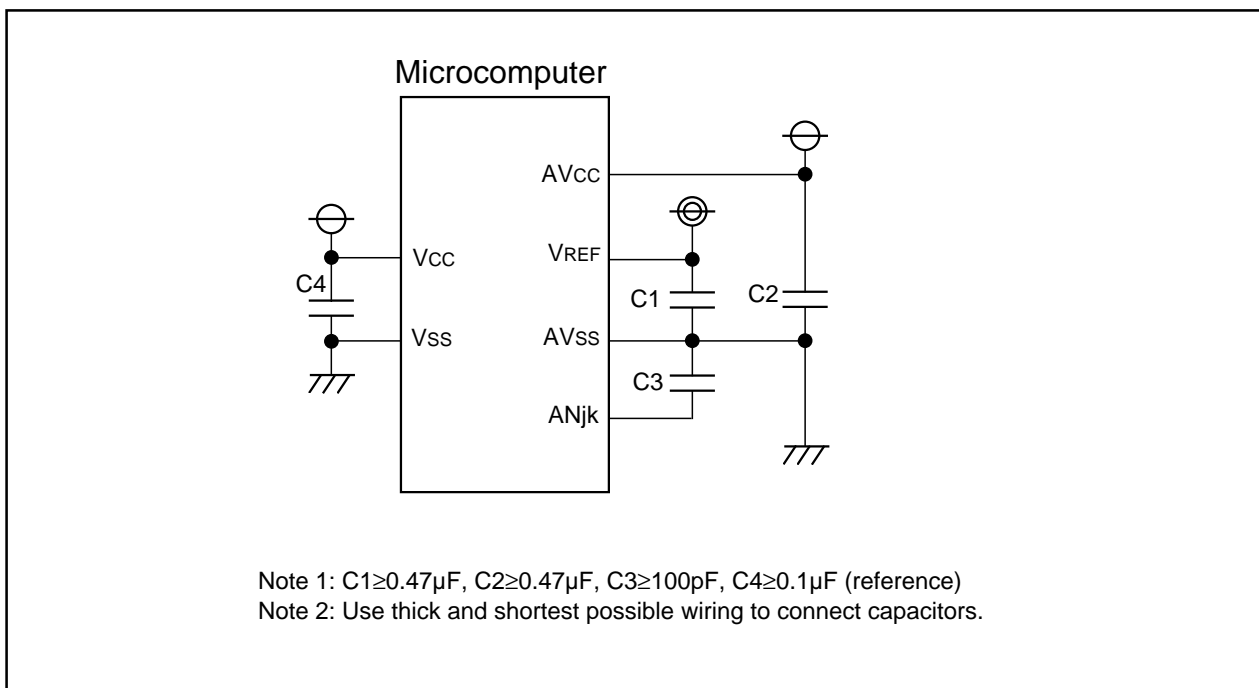 Microcomputer
AVCC
VCC
VREF
C4
C1
C2
VSS
AVSS
C3
ANjk
Note 1: C1≥0.47µF, C2≥0.47µF, C3≥100pF, C4≥0.1µF (reference)
Note 2: Use thick and shortest possible wiring to connect capacitors.